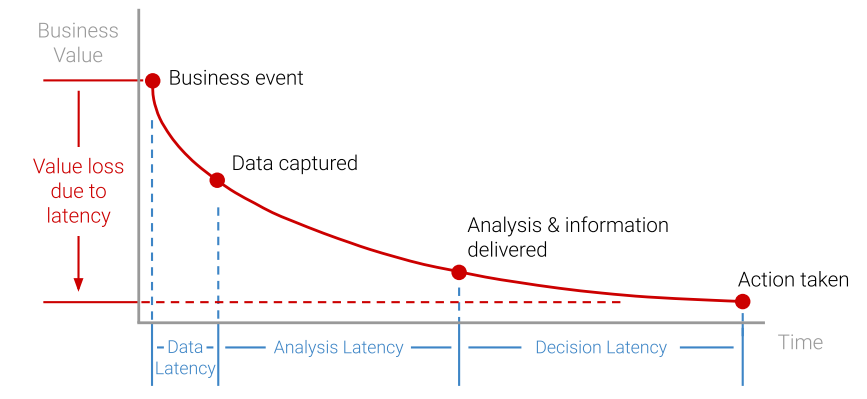 Business
Value
Business event
Data captured
Value loss
due to
latency
Analysis & information
delivered
Action taken
Time
Data
Latency
Analysis Latency
Decision Latency